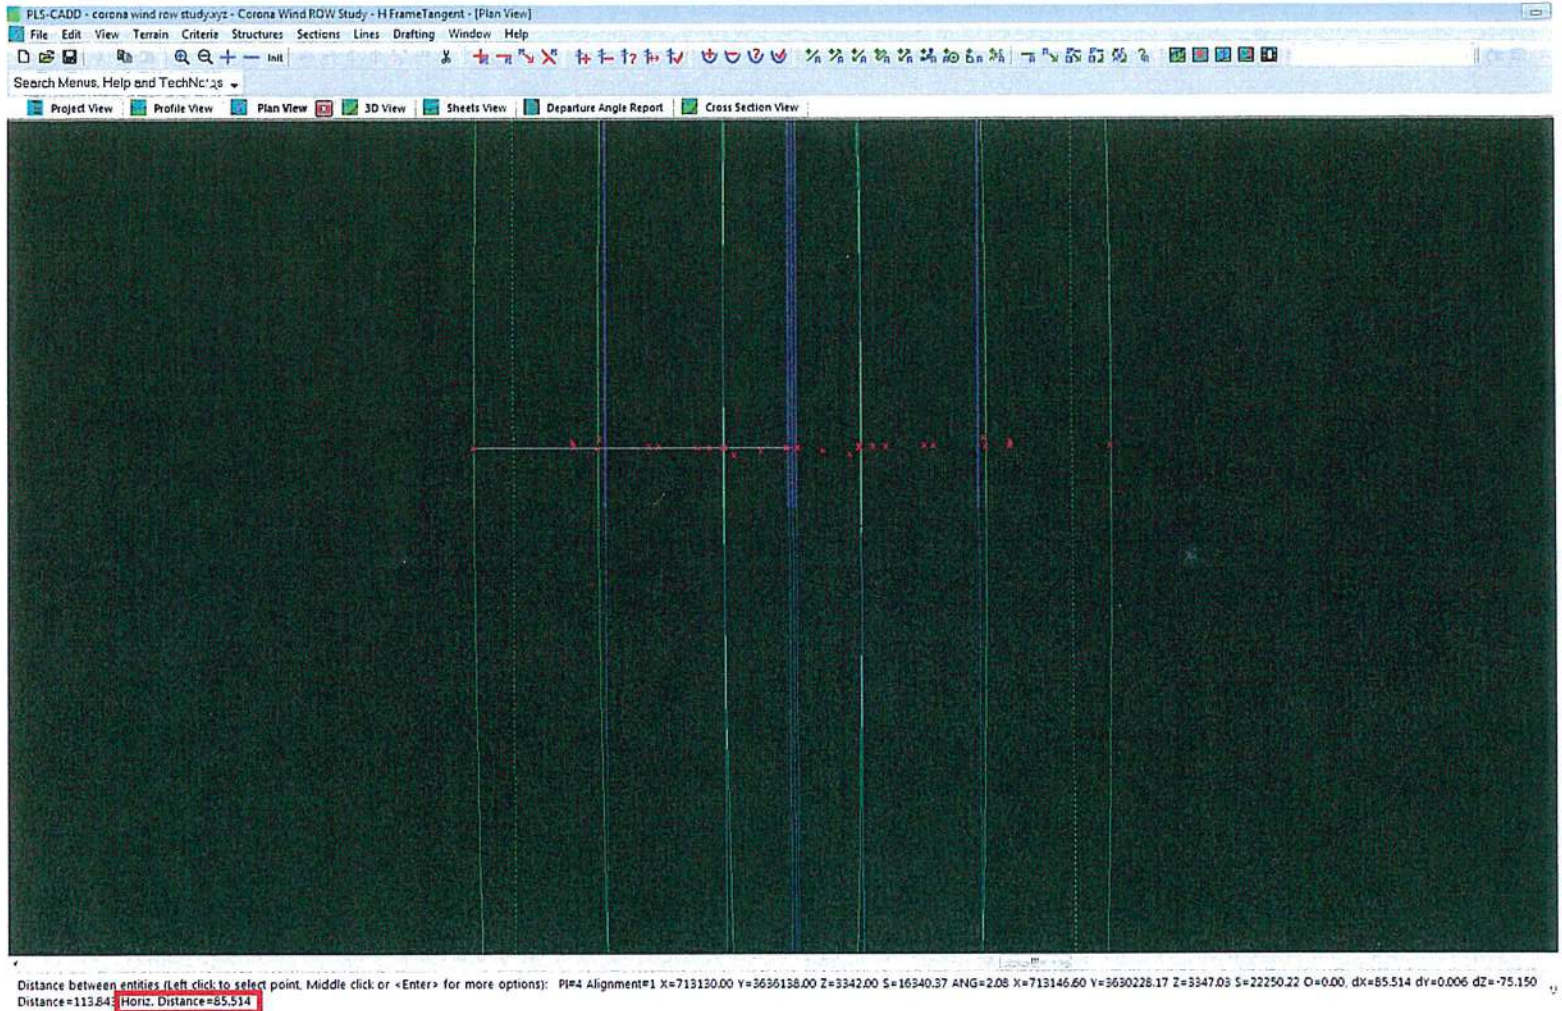 PLS-CADD - corona wind row study.xyz - Corona Wind ROW Study - H FrameTangent - [Plan View]
File Edit View Terrain Criteria Structures Sections Lines Drafting Window Help
Init
Search Menus, Help and TechNotes
Project View Profile View Plan View 3D View Sheets View Departure Angle Report Cross Section View
Distance between entities (Left click to select point, Middle click or <Enter> for more options): PI#4 Alignment#1 X=713130.00 Y=3636138.00 Z=3342.00 S=16340.37 ANG=2.08 X=713146.60 Y=3630228.17 Z=3347.03 S=22250.22 O=0.00, dX=85.514 dY=0.006 dZ=-75.150
Distance=113.843 Horiz. Distance=85.514